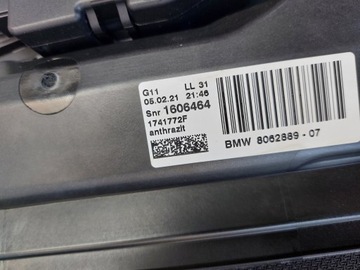 G11 LL 31
05.02.21 21:46
Snr 1606464
1741772F
anthrazit
BMW 8062889 - 07